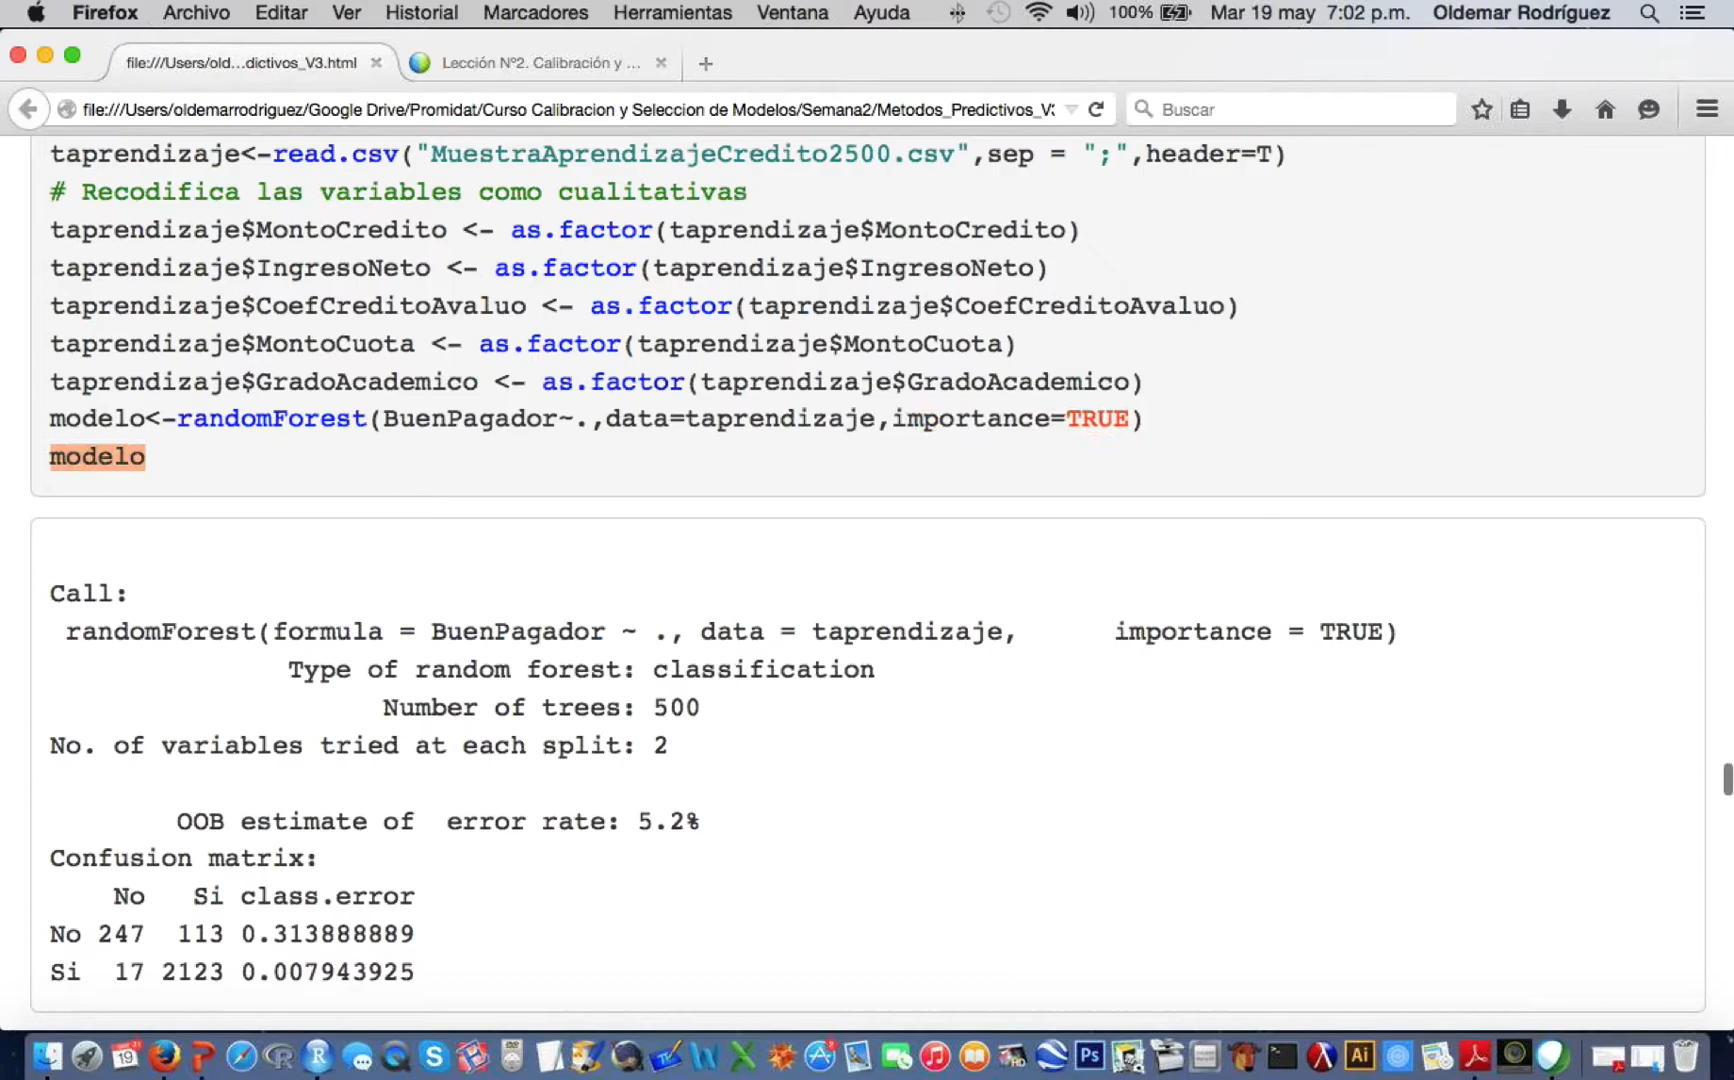 Firefox Archivo Editar Ver Historial Marcadores Herramientas Ventana Ayuda 100% Mar 19 may 7:02 p.m. Oldemar Rodríguez
file:///Users/old...dictivos_V3.html Lección Nº2. Calibración y ...
file:///Users/oldemarrodriguez/Google Drive/Promidat/Curso Calibracion y Seleccion de Modelos/Semana2/Metodos_Predictivos_V Buscar
taprendizaje<-read.csv("MuestraAprendizajeCredito2500.csv",sep = ";",header=T)
# Recodifica las variables como cualitativas
taprendizaje$MontoCredito <- as.factor(taprendizaje$MontoCredito)
taprendizaje$IngresoNeto <- as.factor(taprendizaje$IngresoNeto)
taprendizaje$CoefCreditoAvaluo <- as.factor(taprendizaje$CoefCreditoAvaluo)
taprendizaje$MontoCuota <- as.factor(taprendizaje$MontoCuota)
taprendizaje$GradoAcademico <- as.factor(taprendizaje$GradoAcademico)
modelo<-randomForest(BuenPagador~.,data=taprendizaje,importance=TRUE)
modelo
Call:
randomForest(formula = BuenPagador ~ ., data = taprendizaje, importance = TRUE)
Type of random forest: classification
Number of trees: 500
No. of variables tried at each split: 2
OOB estimate of error rate: 5.2%
Confusion matrix:
No Si class.error
No 247 113 0.313888889
Si 17 2123 0.007943925
19 Ps Ai